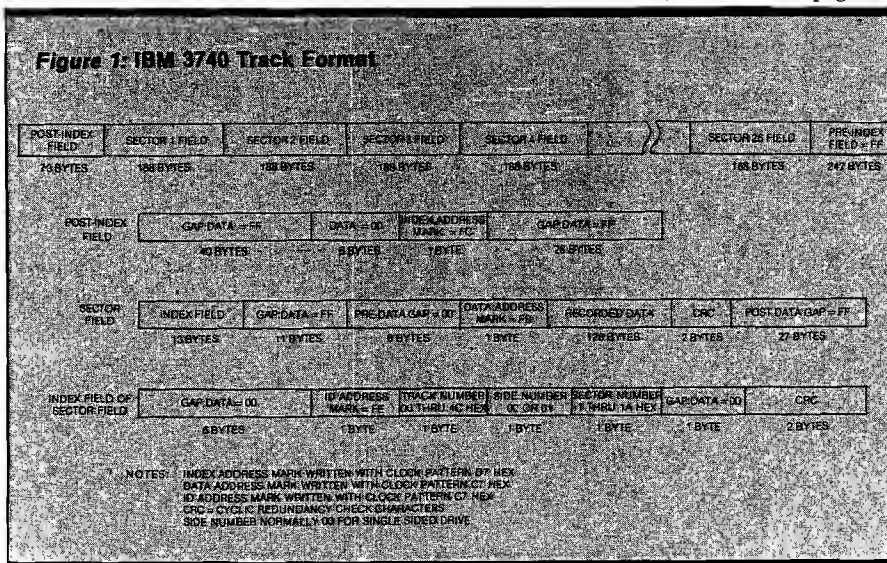 Figure 1: IBM 3740 Track Format
POST-INDEX FIELD SECTOR 1 FIELD SECTOR 2 FIELD SECTOR 3 FIELD SECTOR 4 FIELD SECTOR 26 FIELD PRE-INDEX FIELD = FF
73 BYTES 188 BYTES 188 BYTES 188 BYTES 188 BYTES 188 BYTES 247 BYTES
POST-INDEX FIELD GAP DATA = FF DATA = 00 INDEX ADDRESS MARK = FC GAP DATA = FF
40 BYTES 6 BYTES 1 BYTE 26 BYTES
SECTOR FIELD INDEX FIELD GAP DATA = FF PRE-DATA GAP = 00 DATA ADDRESS MARK = FB RECORDED DATA CRC POST DATA GAP = FF
13 BYTES 11 BYTES 6 BYTES 1 BYTE 128 BYTES 2 BYTES 27 BYTES
INDEX FIELD OF SECTOR FIELD GAP DATA = 00 ID ADDRESS MARK = FE TRACK NUMBER 00 THRU 4C HEX SIDE NUMBER 00 OR 01 SECTOR NUMBER THRU 1A HEX GAP DATA = 00 CRC
6 BYTES 1 BYTE 1 BYTE 1 BYTE 1 BYTE 1 BYTE 2 BYTES
NOTES: INDEX ADDRESS MARK WRITTEN WITH CLOCK PATTERN D7 HEX
DATA ADDRESS MARK WRITTEN WITH CLOCK PATTERN C7 HEX
ID ADDRESS MARK WRITTEN WITH CLOCK PATTERN C7 HEX
CRC = CYCLIC REDUNDANCY CHECK CHARACTERS
SIDE NUMBER NORMALLY 00 FOR SINGLE SIDED DRIVE